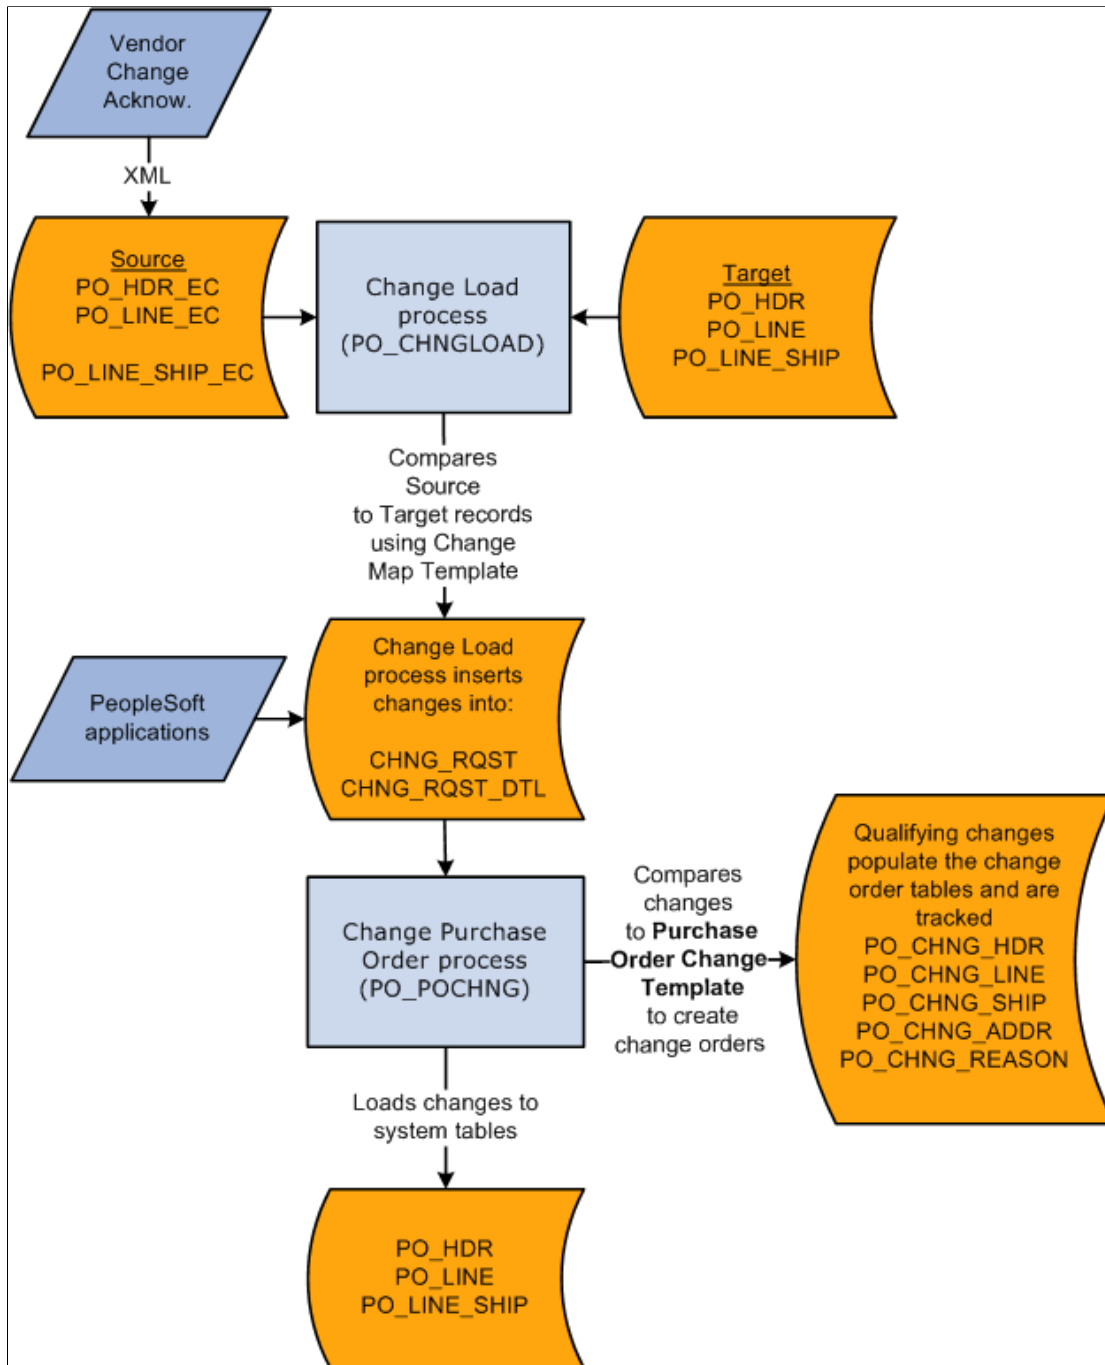 Vendor
Change
Acknow.
XML
Source
PO_HDR_EC
PO_LINE_EC
PO_LINE_SHIP_EC
Change Load
process
(PO_CHNGLOAD)
Target
PO_HDR
PO_LINE
PO_LINE_SHIP
Compares
Source
to Target records
using Change
Map Template
PeopleSoft
applications
Change Load
process inserts
changes into:
CHNG_RQST
CHNG_RQST_DTL
Change Purchase
Order process
(PO_POCHNG)
Compares
changes
to Purchase
Order Change
Template
to create
change orders
Qualifying changes
populate the change
order tables and are
tracked
PO_CHNG_HDR
PO_CHNG_LINE
PO_CHNG_SHIP
PO_CHNG_ADDR
PO_CHNG_REASON
Loads changes to
system tables
PO_HDR
PO_LINE
PO_LINE_SHIP